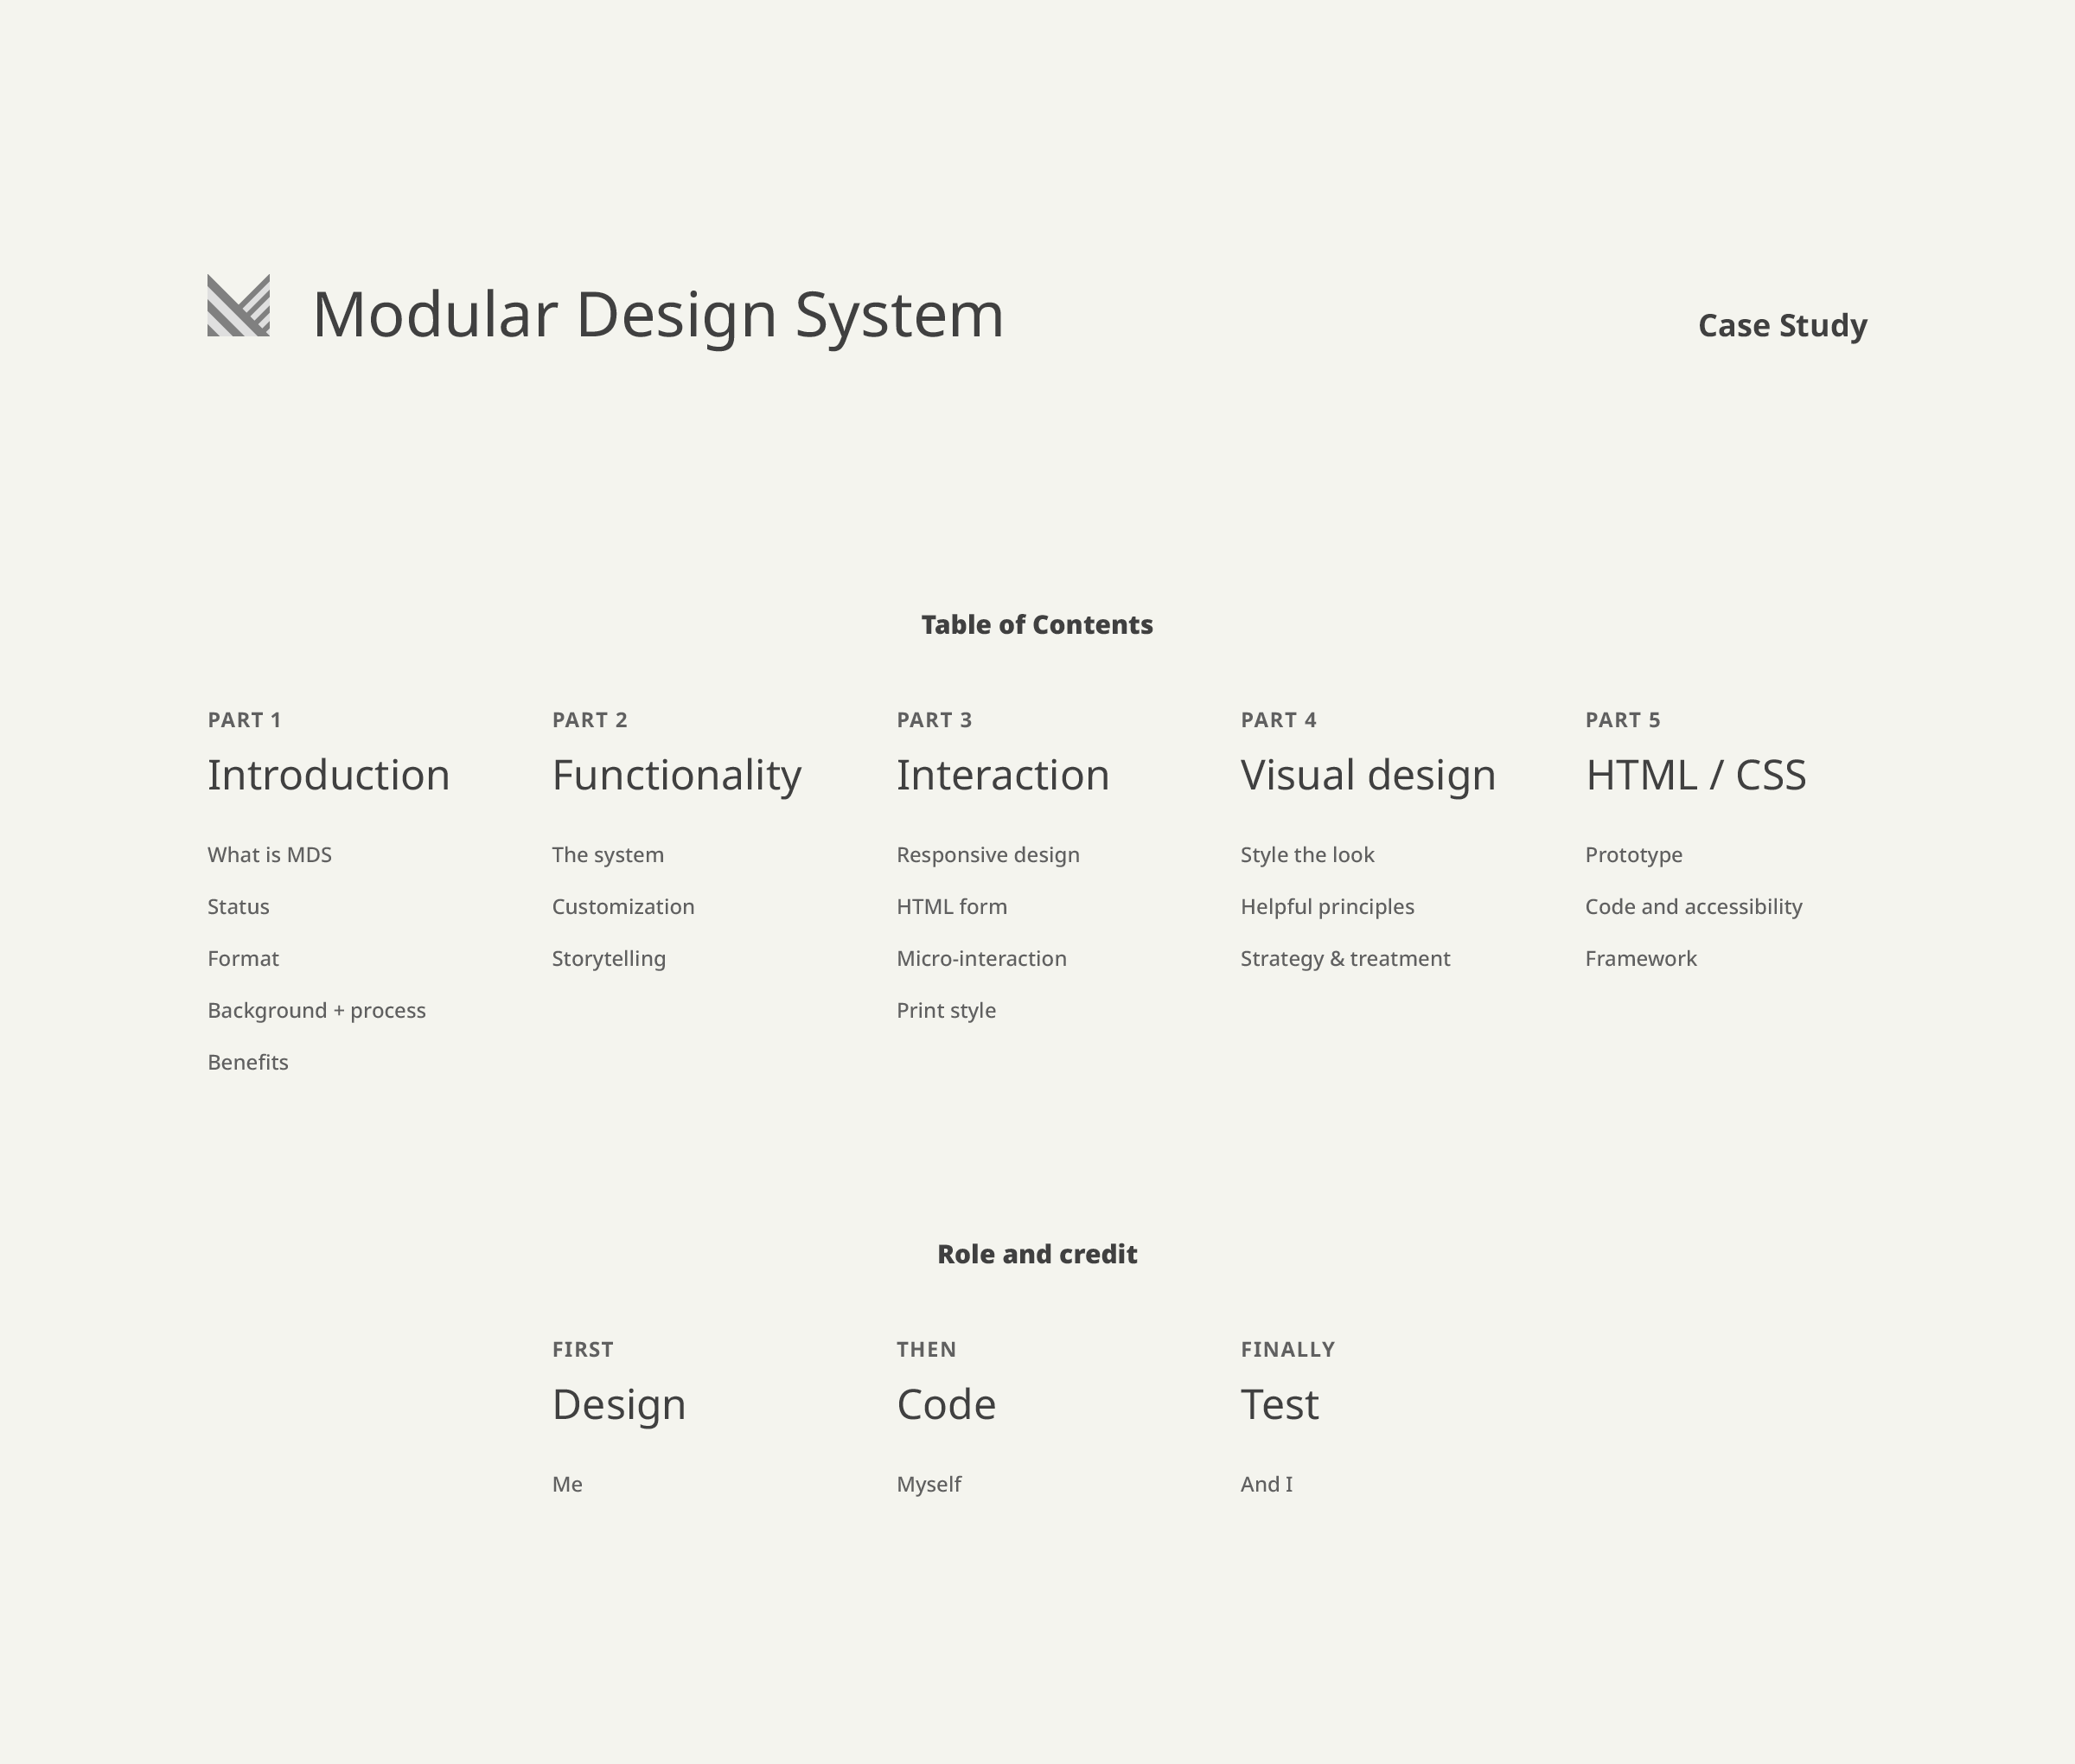 Modular Design System
Case Study
Table of Contents
PART 1
Introduction
What is MDS
Status
Format
Background + process
Benefits
PART 2
Functionality
The system
Customization
Storytelling
PART 3
Interaction
Responsive design
HTML form
Micro-interaction
Print style
PART 4
Visual design
Style the look
Helpful principles
Strategy & treatment
PART 5
HTML / CSS
Prototype
Code and accessibility
Framework
Role and credit
FIRST
Design
Me
THEN
Code
Myself
FINALLY
Test
And I